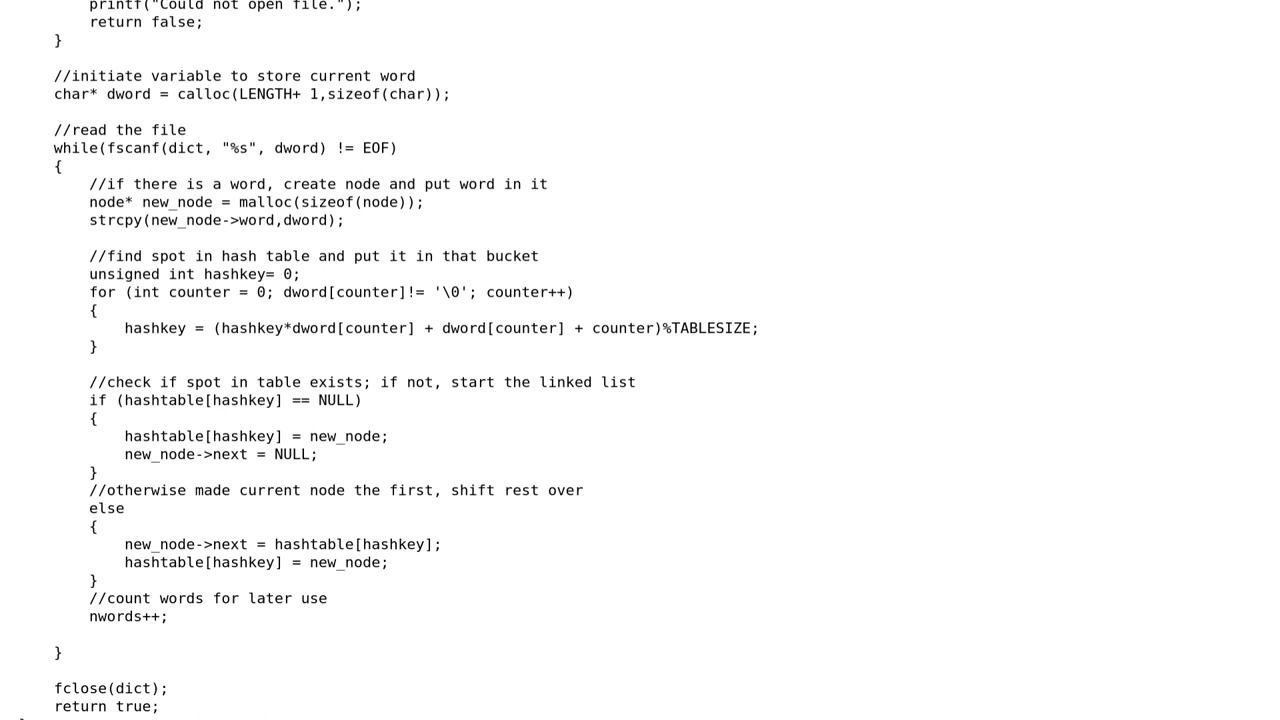 printf("Could not open file.");
return false;
}
//initiate variable to store current word
char* dword = calloc(LENGTH+ 1,sizeof(char));
//read the file
while(fscanf(dict, "%s", dword) != EOF)
{
//if there is a word, create node and put word in it
node* new_node = malloc(sizeof(node));
strcpy(new_node->word,dword);
//find spot in hash table and put it in that bucket
unsigned int hashkey= 0;
for (int counter = 0; dword[counter]!= '\0'; counter++)
{
hashkey = (hashkey*dword[counter] + dword[counter] + counter)%TABLESIZE;
}
//check if spot in table exists; if not, start the linked list
if (hashtable[hashkey] == NULL)
{
hashtable[hashkey] = new_node;
new_node->next = NULL;
}
//otherwise made current node the first, shift rest over
else
{
new_node->next = hashtable[hashkey];
hashtable[hashkey] = new_node;
}
//count words for later use
nwords++;
}
fclose(dict);
return true;